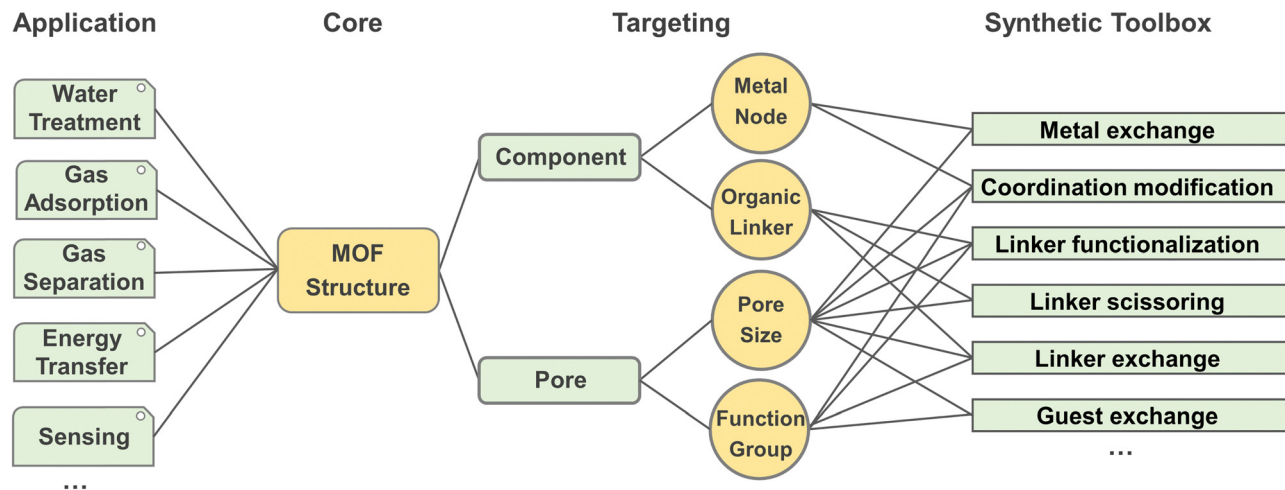 Application
Core
Targeting
Synthetic Toolbox
Water
Treatment
Gas
Adsorption
Gas
Separation
Energy
Transfer
Sensing
...
MOF
Structure
Component
Pore
Metal
Node
Organic
Linker
Pore
Size
Function
Group
Metal exchange
Coordination modification
Linker functionalization
Linker scissoring
Linker exchange
Guest exchange
...